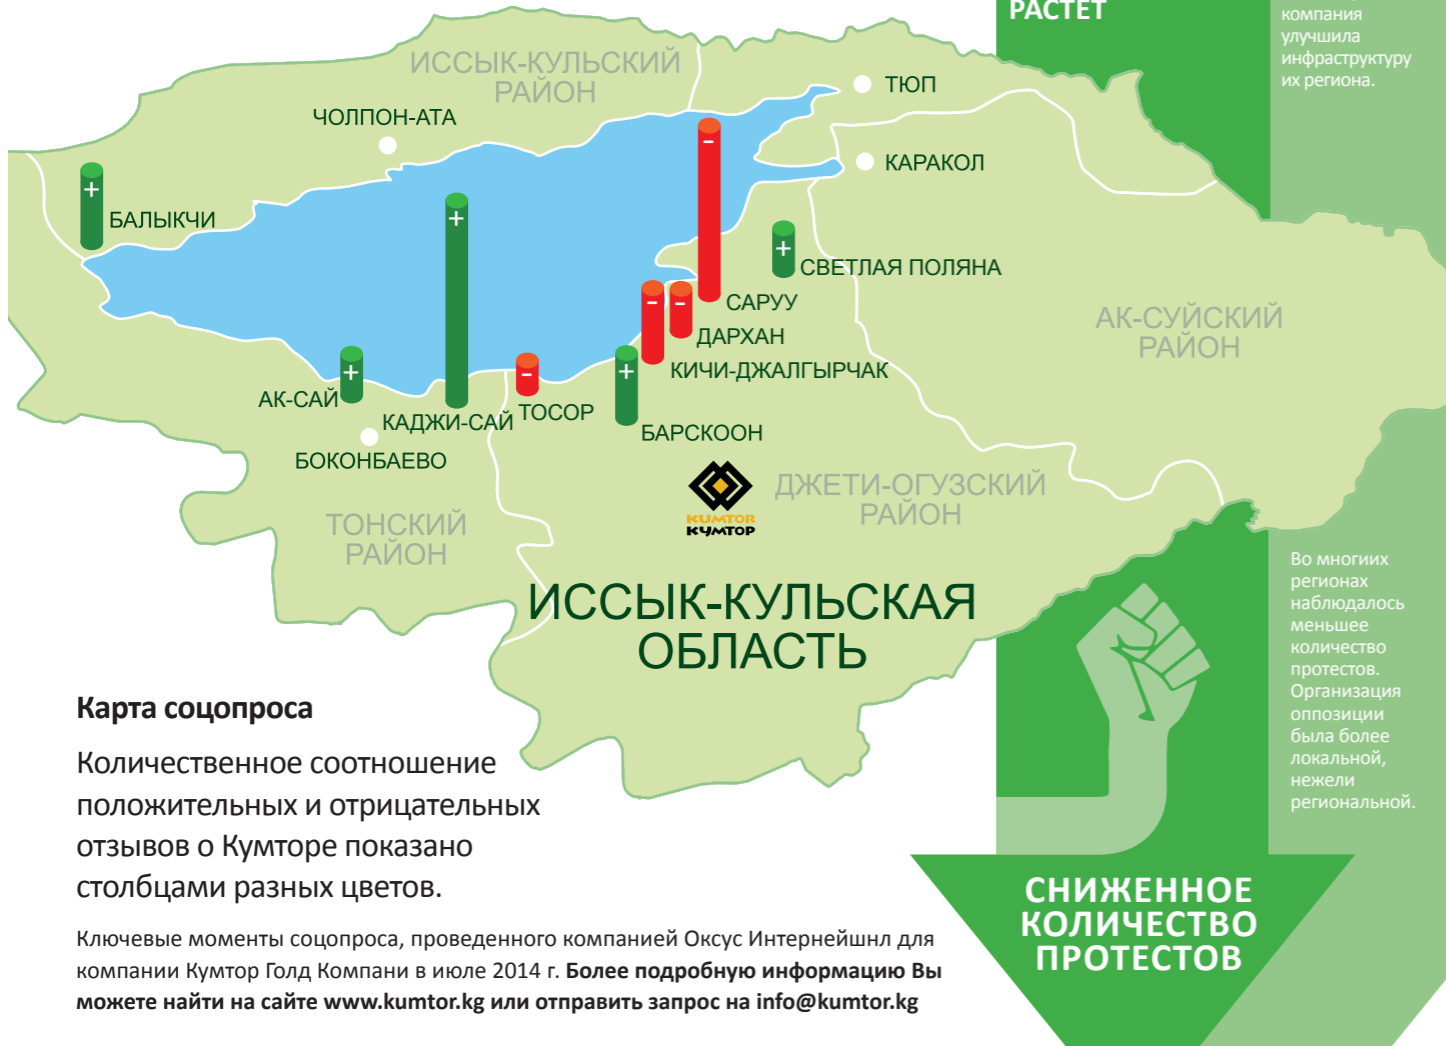 РАСТЕТ
компания
улучшила
инфраструктуру
их региона.
ИССЫК-КУЛЬСКИЙ
РАЙОН
ТЮП
ЧОЛПОН-АТА
КАРАКОЛ
БАЛЫКЧИ
+
+
-
+
СВЕТЛАЯ ПОЛЯНА
САРУУ
-
-
ДАРХАН
АК-СУЙСКИЙ
РАЙОН
КИЧИ-ДЖАЛГЫРЧАК
+
-
+
АК-САЙ
КАДЖИ-САЙ
ТОСОР
БАРСКООН
БОКОНБАЕВО
KUMTOR
КУМТОР
ДЖЕТИ-ОГУЗСКИЙ
РАЙОН
ТОНСКИЙ
РАЙОН
ИССЫК-КУЛЬСКАЯ
ОБЛАСТЬ
Во многиих
регионах
наблюдалось
меньшее
количество
протестов.
Организация
оппозиции
была более
локальной,
нежели
региональной.
Карта соцопроса
Количественное соотношение
положительных и отрицательных
отзывов о Кумторе показано
столбцами разных цветов.
Ключевые моменты соцопроса, проведенного компанией Оксус Интернейшнл для
компании Кумтор Голд Компани в июле 2014 г. Более подробную информацию Вы
можете найти на сайте www.kumtor.kg или отправить запрос на info@kumtor.kg
СНИЖЕННОЕ
КОЛИЧЕСТВО
ПРОТЕСТОВ